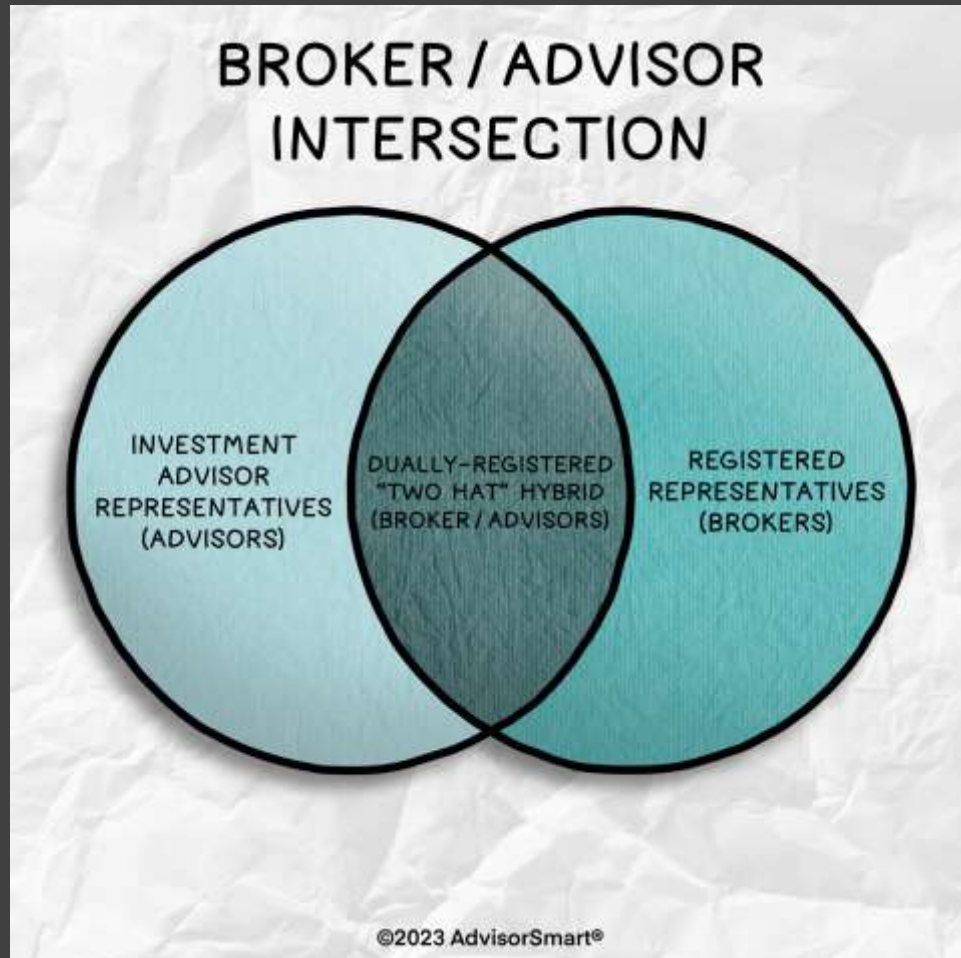 BROKER / ADVISOR
INTERSECTION
INVESTMENT
ADVISOR
REPRESENTATIVES
(ADVISORS)
DUALLY-REGISTERED
"TWO HAT" HYBRID
(BROKER / ADVISORS)
REGISTERED
REPRESENTATIVES
(BROKERS)
©2023 AdvisorSmart®